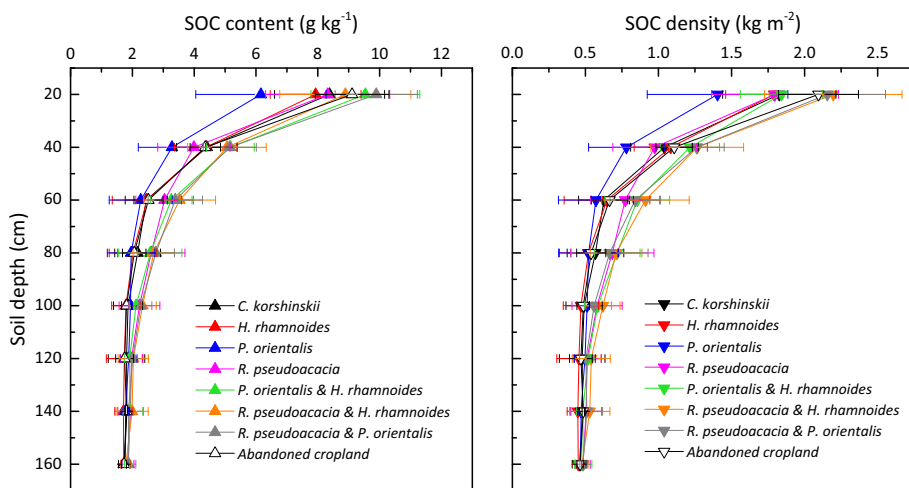 SOC content (g kg-1)
0 2 4 6 8 10 12
SOC density (kg m-2)
0.0 0.5 1.0 1.5 2.0 2.5
Soil depth (cm)
20
40
60
80
100
120
140
160
C. korshinskii
H. rhamnoides
P. orientalis
R. pseudoacacia
P. orientalis & H. rhamnoides
R. pseudoacacia & H. rhamnoides
R. pseudoacacia & P. orientalis
Abandoned cropland
C. korshinskii
H. rhamnoides
P. orientalis
R. pseudoacacia
P. orientalis & H. rhamnoides
R. pseudoacacia & H. rhamnoides
R. pseudoacacia & P. orientalis
Abandoned cropland